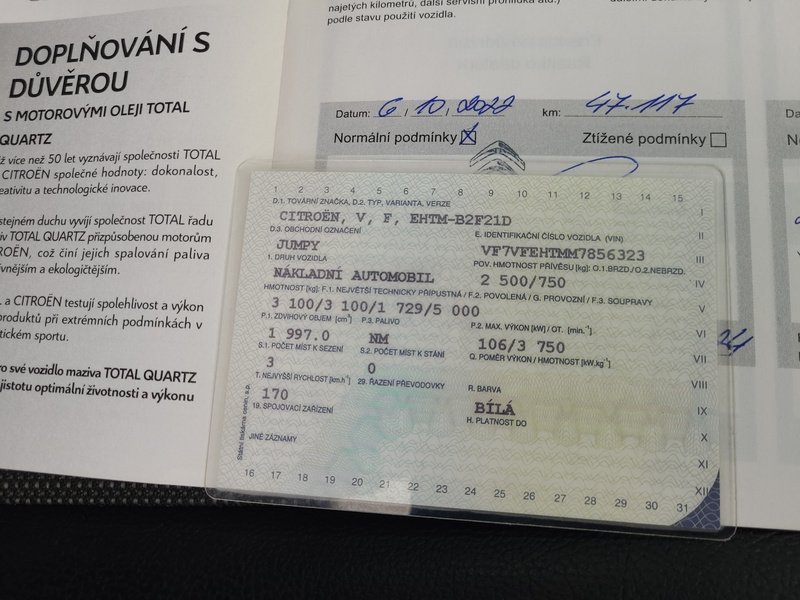 DOPLŇOVÁNÍ S
DŮVĚROU
S MOTOROVÝMI OLEJI TOTAL
QUARTZ
ž více než 50 let vyznávají společnosti TOTAL
CITROËN společné hodnoty: dokonalost,
eativitu a technologické inovace.
stejném duchu vyvíjí společnost TOTAL řadu
iv TOTAL QUARTZ přizpůsobenou motorům
ROËN, což činí jejich spalování paliva
ivnějším a ekologičtějším.
L a CITROËN testují spolehlivost a výkon
produktů při extrémních podmínkách v
tickém sportu.
ro své vozidlo maziva TOTAL QUARTZ
jistotu optimální životnosti a výkonu
najetých kilometrů, další servisní prohlídka atd.)
podle stavu použití vozidla.
Datum: 6 / 10 / 2022 km: 47.117
Normální podmínky Ztížené podmínky
1 2 3 4 5 6 7 8 9 10 11 12 13 14 15
D.1. TOVÁRNÍ ZNAČKA, D.2. TYP, VARIANTA, VERZE
CITROËN, V, F, EHTM-B2F21D
D.3. OBCHODNÍ OZNAČENÍ E. IDENTIFIKAČNÍ ČÍSLO VOZIDLA (VIN)
JUMPY VF7VFEHTMM7856323
1. DRUH VOZIDLA POV. HMOTNOST PŘÍVĚSU [kg]: O.1.BRZD./O.2.NEBRZD.
NÁKLADNÍ AUTOMOBIL 2 500/750
HMOTNOST [kg]: F.1. NEJVĚTŠÍ TECHNICKY PŘÍPUSTNÁ / F.2. POVOLENÁ / G. PROVOZNÍ / F.3. SOUPRAVY
3 100/3 100/1 729/5 000
P.1. ZDVIHOVÝ OBJEM [cm³] P.3. PALIVO P.2. MAX. VÝKON [kW] / OT. [min.⁻¹]
1 997.0 NM 106/3 750
S.1. POČET MÍST K SEZENÍ S.2. POČET MÍST K STÁNÍ Q. POMĚR VÝKON / HMOTNOST [kW.kg⁻¹]
3 0
T. NEJVYŠŠÍ RYCHLOST [km.h⁻¹] 29. ŘAZENÍ PŘEVODOVKY R. BARVA
170 BÍLÁ
19. SPOJOVACÍ ZAŘÍZENÍ H. PLATNOST DO
JINÉ ZÁZNAMY
Státní tiskárna cenin, s.p.
I
II
III
IV
V
VI
VII
VIII
IX
X
XI
XII
16 17 18 19 20 21 22 23 24 25 26 27 28 29 30 31